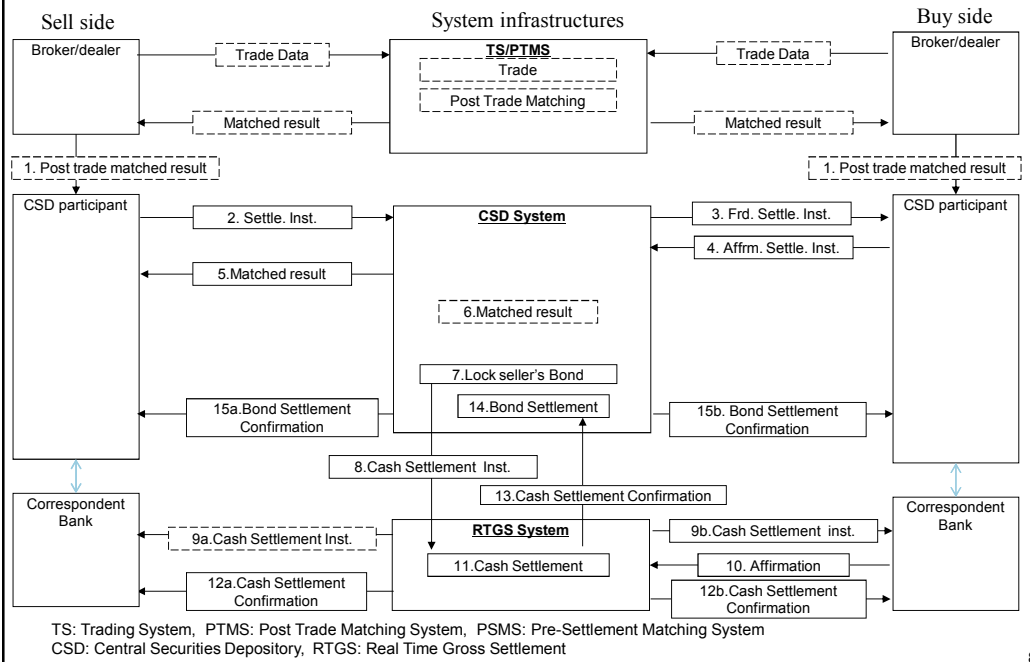 Sell side
System infrastructures
Buy side
Broker/dealer
Trade Data
TS/PTMS
Trade
Post Trade Matching
Trade Data
Broker/dealer
Matched result
Matched result
1. Post trade matched result
1. Post trade matched result
CSD participant
2. Settle. Inst.
CSD System
3. Frd. Settle. Inst.
CSD participant
4. Affrm. Settle. Inst.
5.Matched result
6.Matched result
7.Lock seller's Bond
14.Bond Settlement
15a.Bond Settlement
Confirmation
15b. Bond Settlement
Confirmation
8.Cash Settlement Inst.
13.Cash Settlement Confirmation
Correspondent
Bank
9a.Cash Settlement Inst.
RTGS System
9b.Cash Settlement inst.
Correspondent
Bank
11.Cash Settlement
10. Affirmation
12a.Cash Settlement
Confirmation
12b.Cash Settlement
Confirmation
TS: Trading System, PTMS: Post Trade Matching System, PSMS: Pre-Settlement Matching System
CSD: Central Securities Depository, RTGS: Real Time Gross Settlement